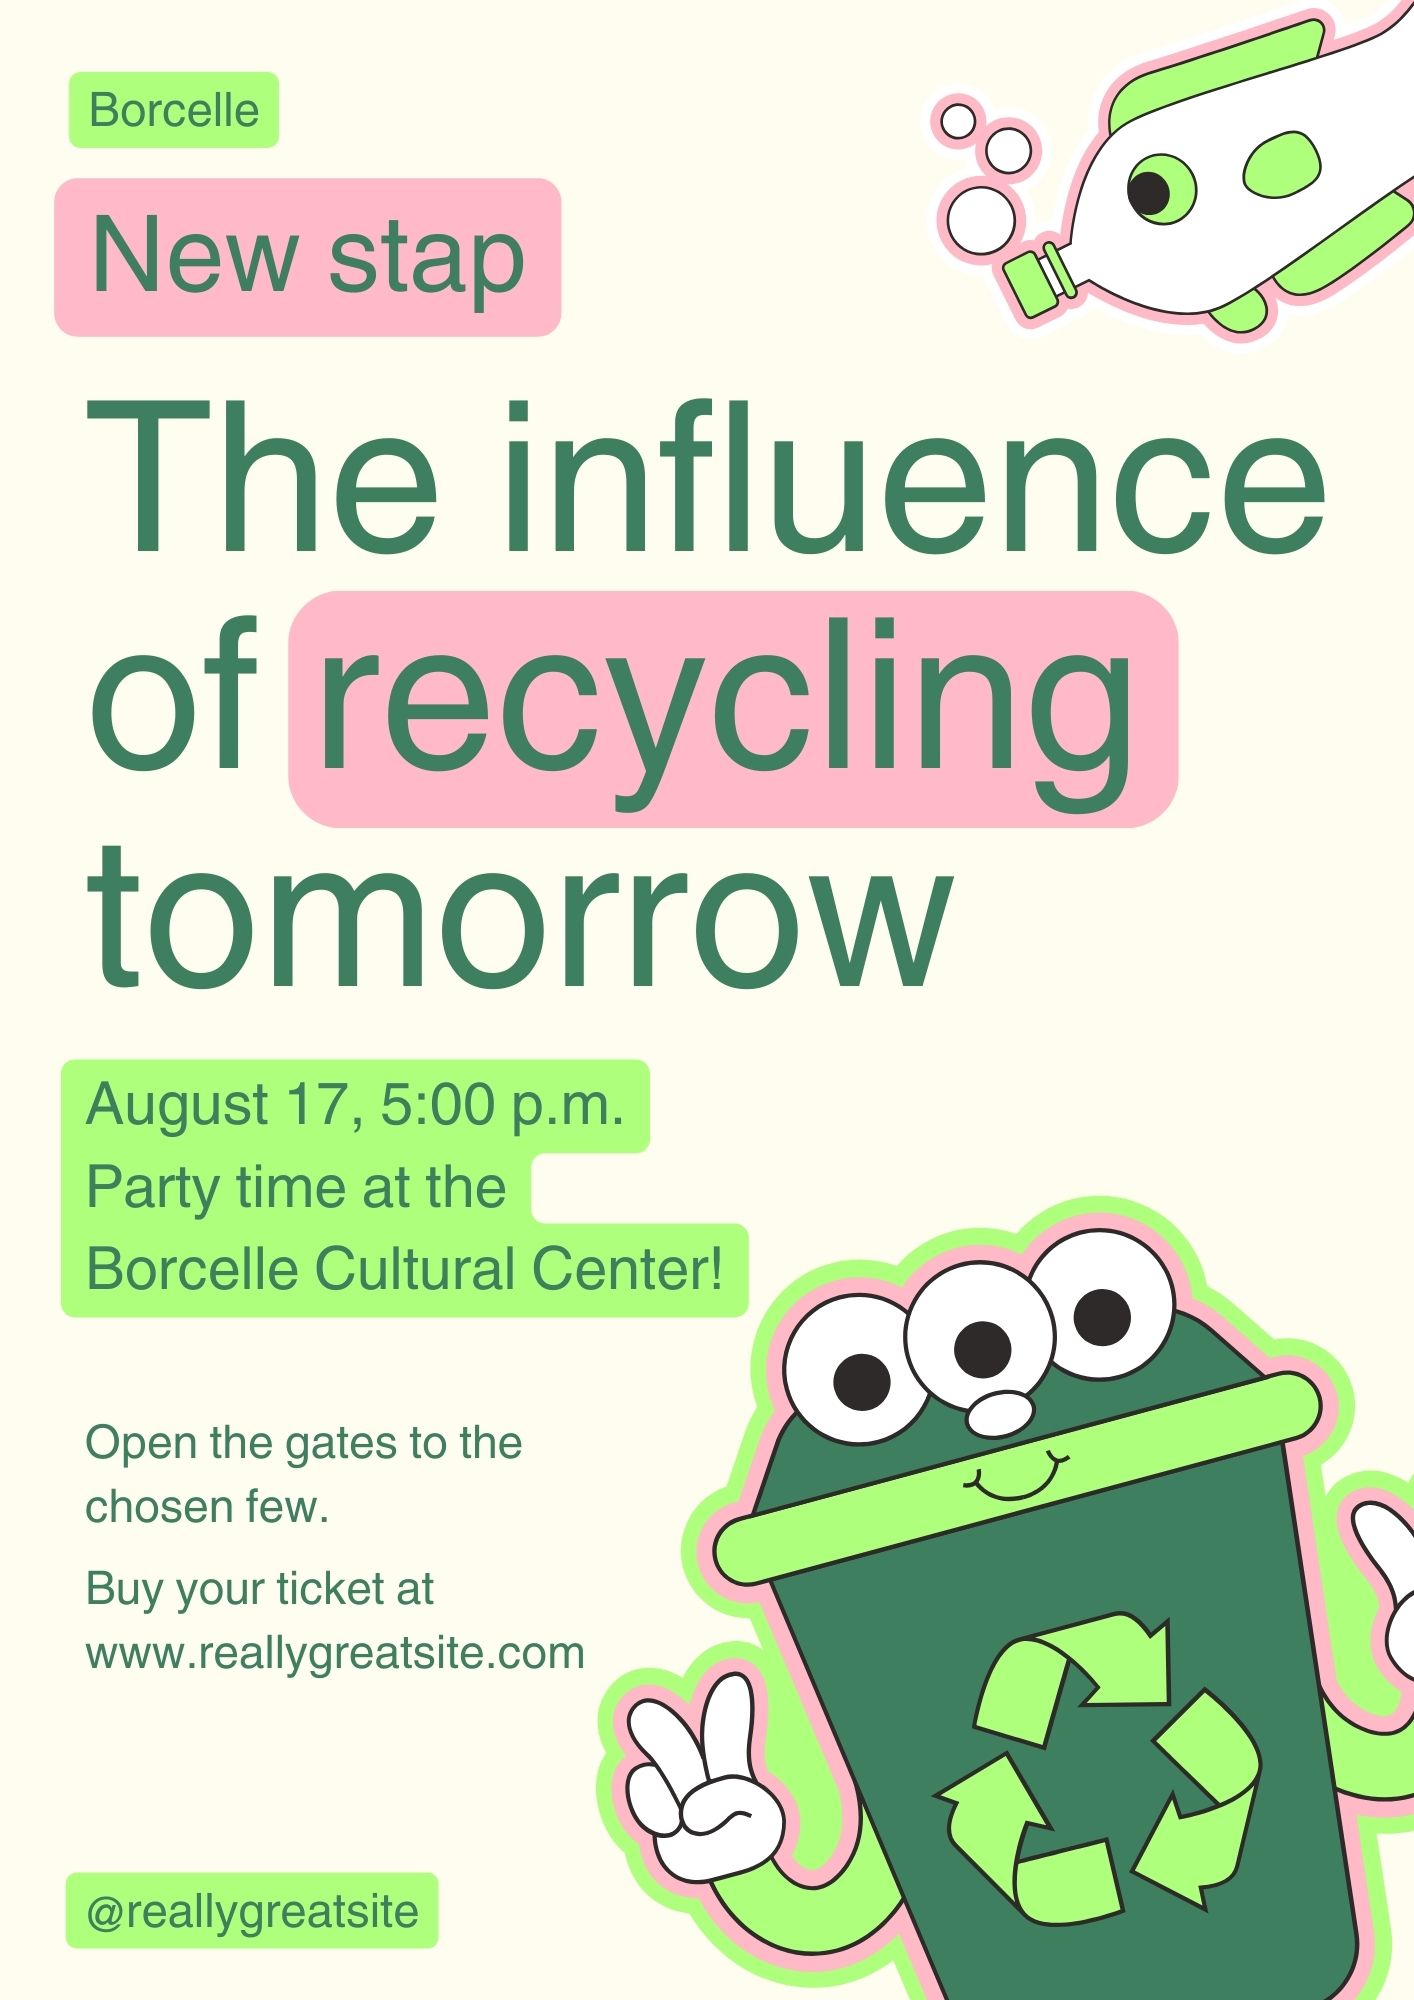 Borcelle
New stap
The influence
of recycling
tomorrow
August 17, 5:00 p.m.
Party time at the
Borcelle Cultural Center!
Open the gates to the
chosen few.
Buy your ticket at
www.reallygreatsite.com
@reallygreatsite